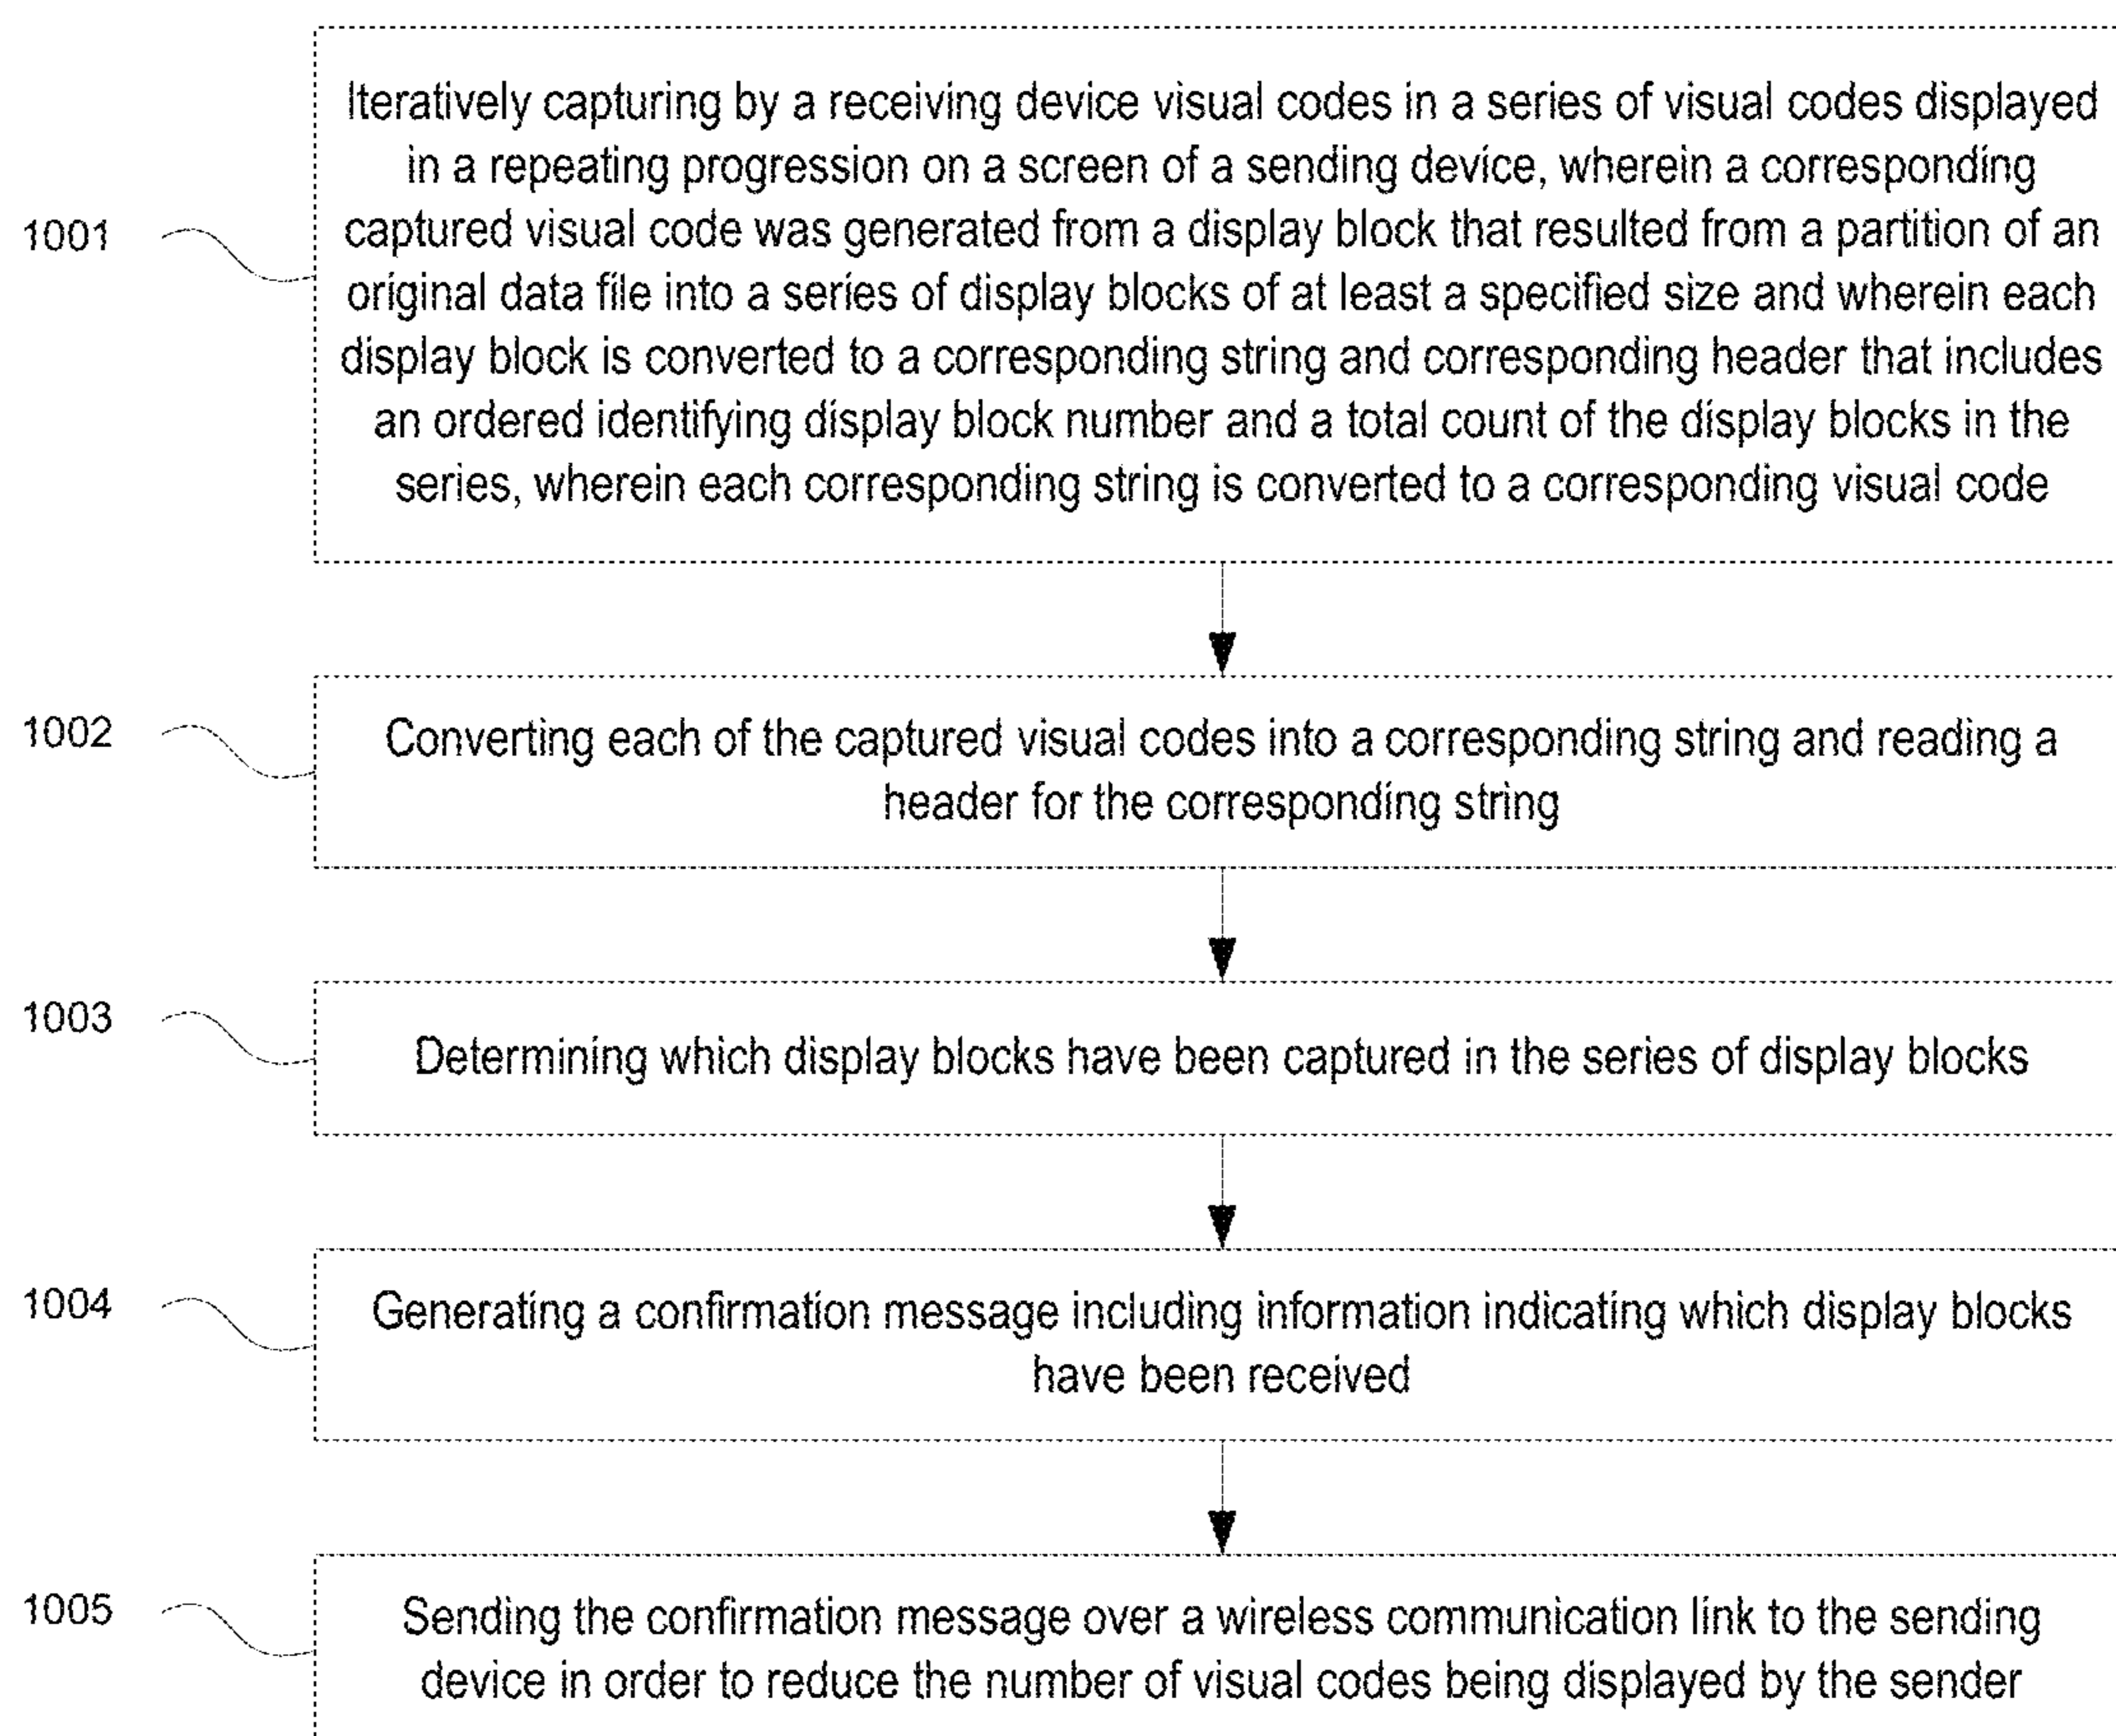 Iteratively capturing by a receiving device visual codes in a series of visual codes displayed
in a repeating progression on a screen of a sending device, wherein a corresponding
1001
captured visual code was generated from a display block that resulted from a partition of an
original data file into a series of display blocks of at least a specified size and wherein each
display block is converted to a corresponding string and corresponding header that includes
an ordered identifying display block number and a total count of the display blocks in the
series, wherein each corresponding string is converted to a corresponding visual code
1002
Converting each of the captured visual codes into a corresponding string and reading a
header for the corresponding string
1003
Determining which display blocks have been captured in the series of display blocks
1004
Generating a confirmation message including information indicating which display blocks
have been received
1005
Sending the confirmation message over a wireless communication link to the sending
device in order to reduce the number of visual codes being displayed by the sender